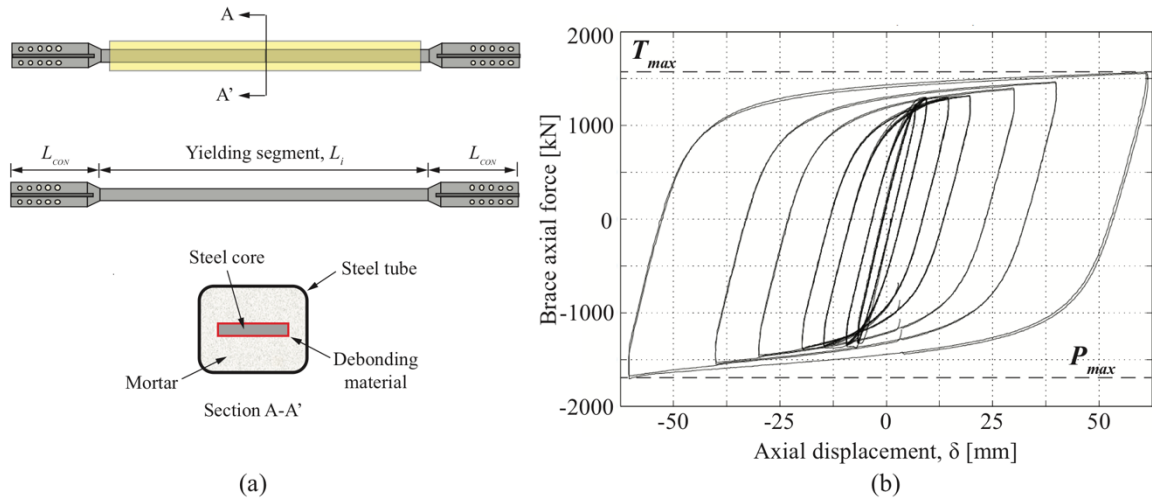 A
A'
L_CON
Yielding segment, L_i
L_CON
Steel core
Steel tube
Mortar
Debonding
material
Section A-A'
(a)
2000
T_max
1000
0
-1000
P_max
-2000
-50
-25
0
25
50
Brace axial force [kN]
Axial displacement, δ [mm]
(b)